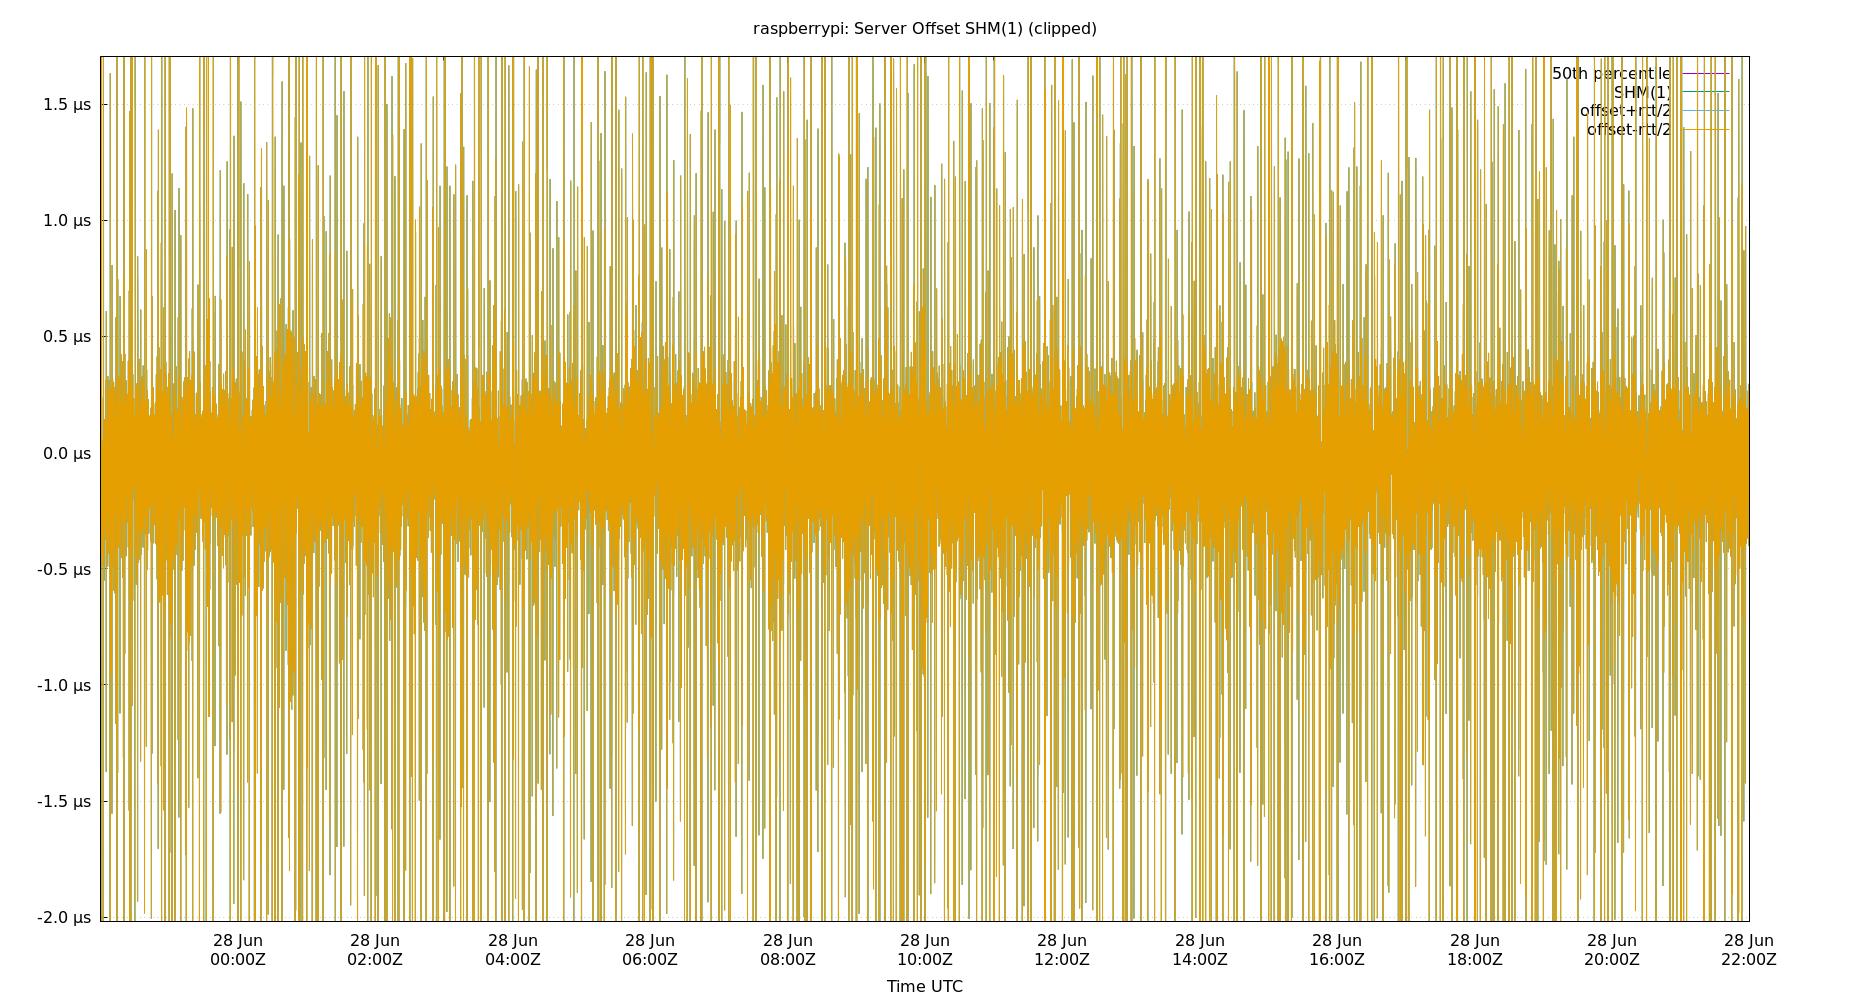 raspberrypi: Server Offset SHM(1) (clipped)
50th percentile
SHM(1)
offset+rtt/2
offset-rtt/2
1.5 µs
1.0 µs
0.5 µs
0.0 µs
-0.5 µs
-1.0 µs
-1.5 µs
-2.0 µs
28 Jun 28 Jun 28 Jun 28 Jun 28 Jun 28 Jun 28 Jun 28 Jun 28 Jun 28 Jun 28 Jun 28 Jun
00:00Z 02:00Z 04:00Z 06:00Z 08:00Z 10:00Z 12:00Z 14:00Z 16:00Z 18:00Z 20:00Z 22:00Z
Time UTC